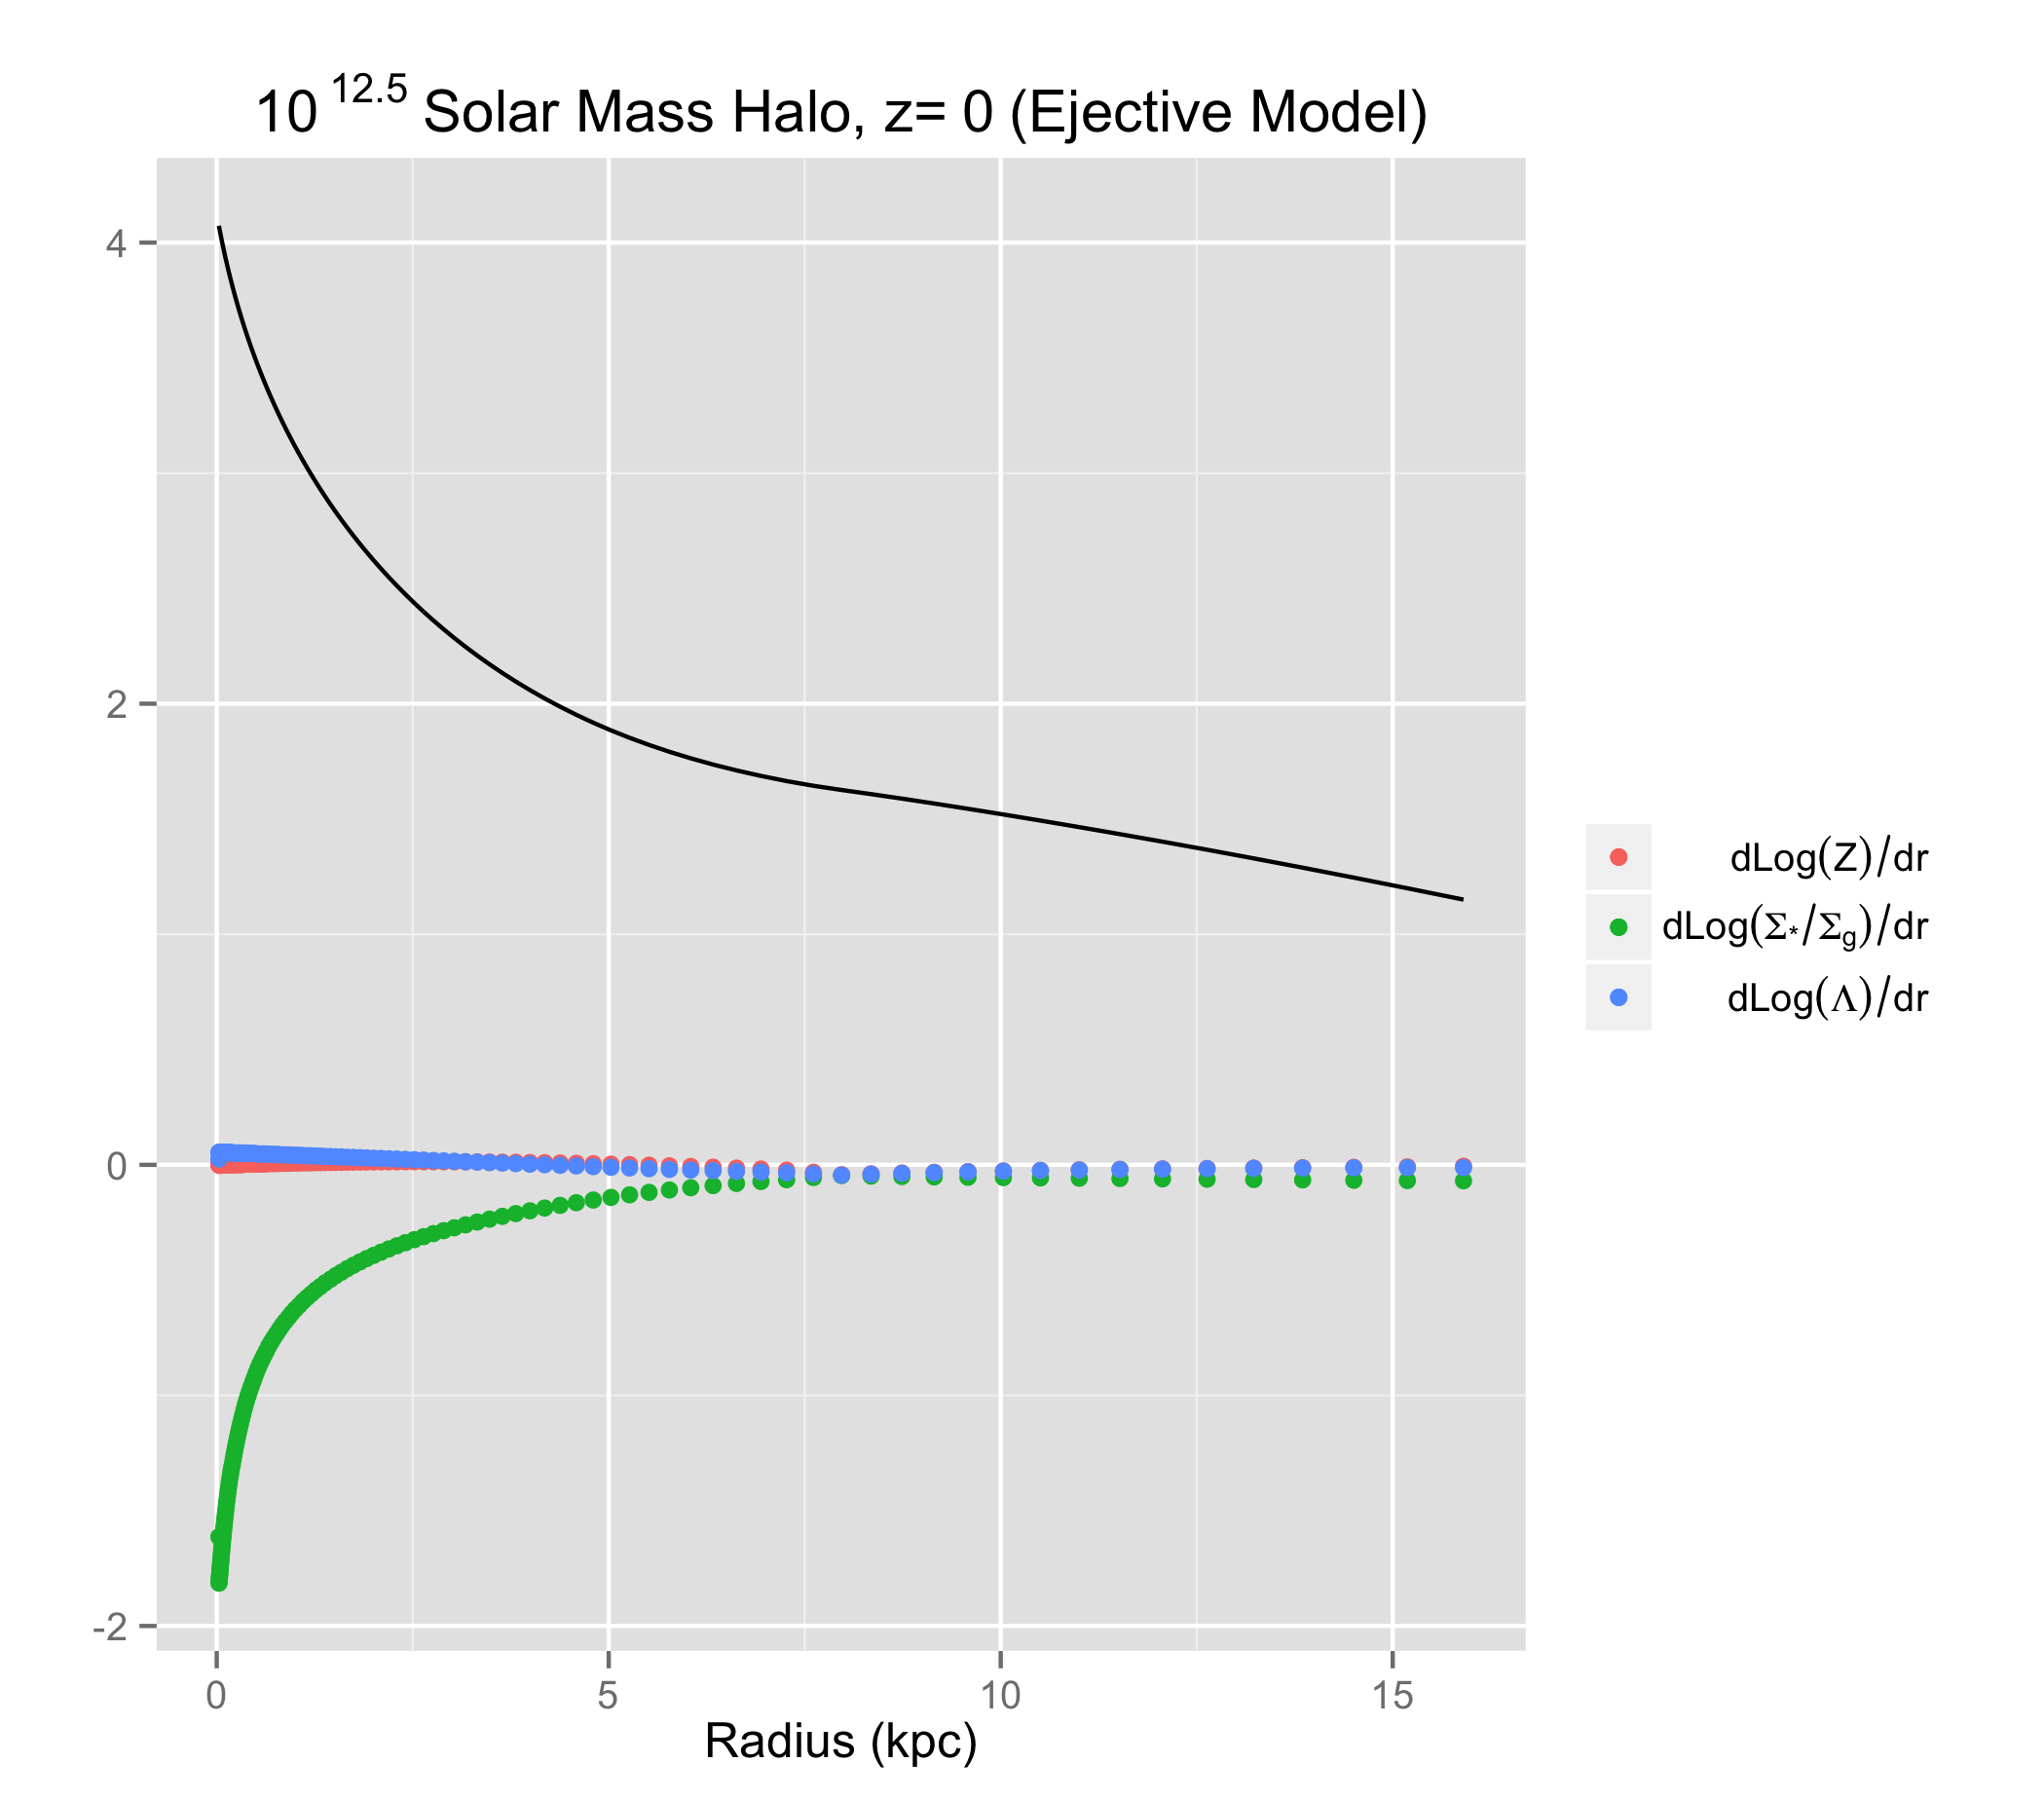 10^12.5 Solar Mass Halo, z= 0 (Ejective Model)
4
2
0
-2
0 5 10 15
Radius (kpc)
dLog(Z)/dr
dLog(Σ*/Σg)/dr
dLog(Λ)/dr